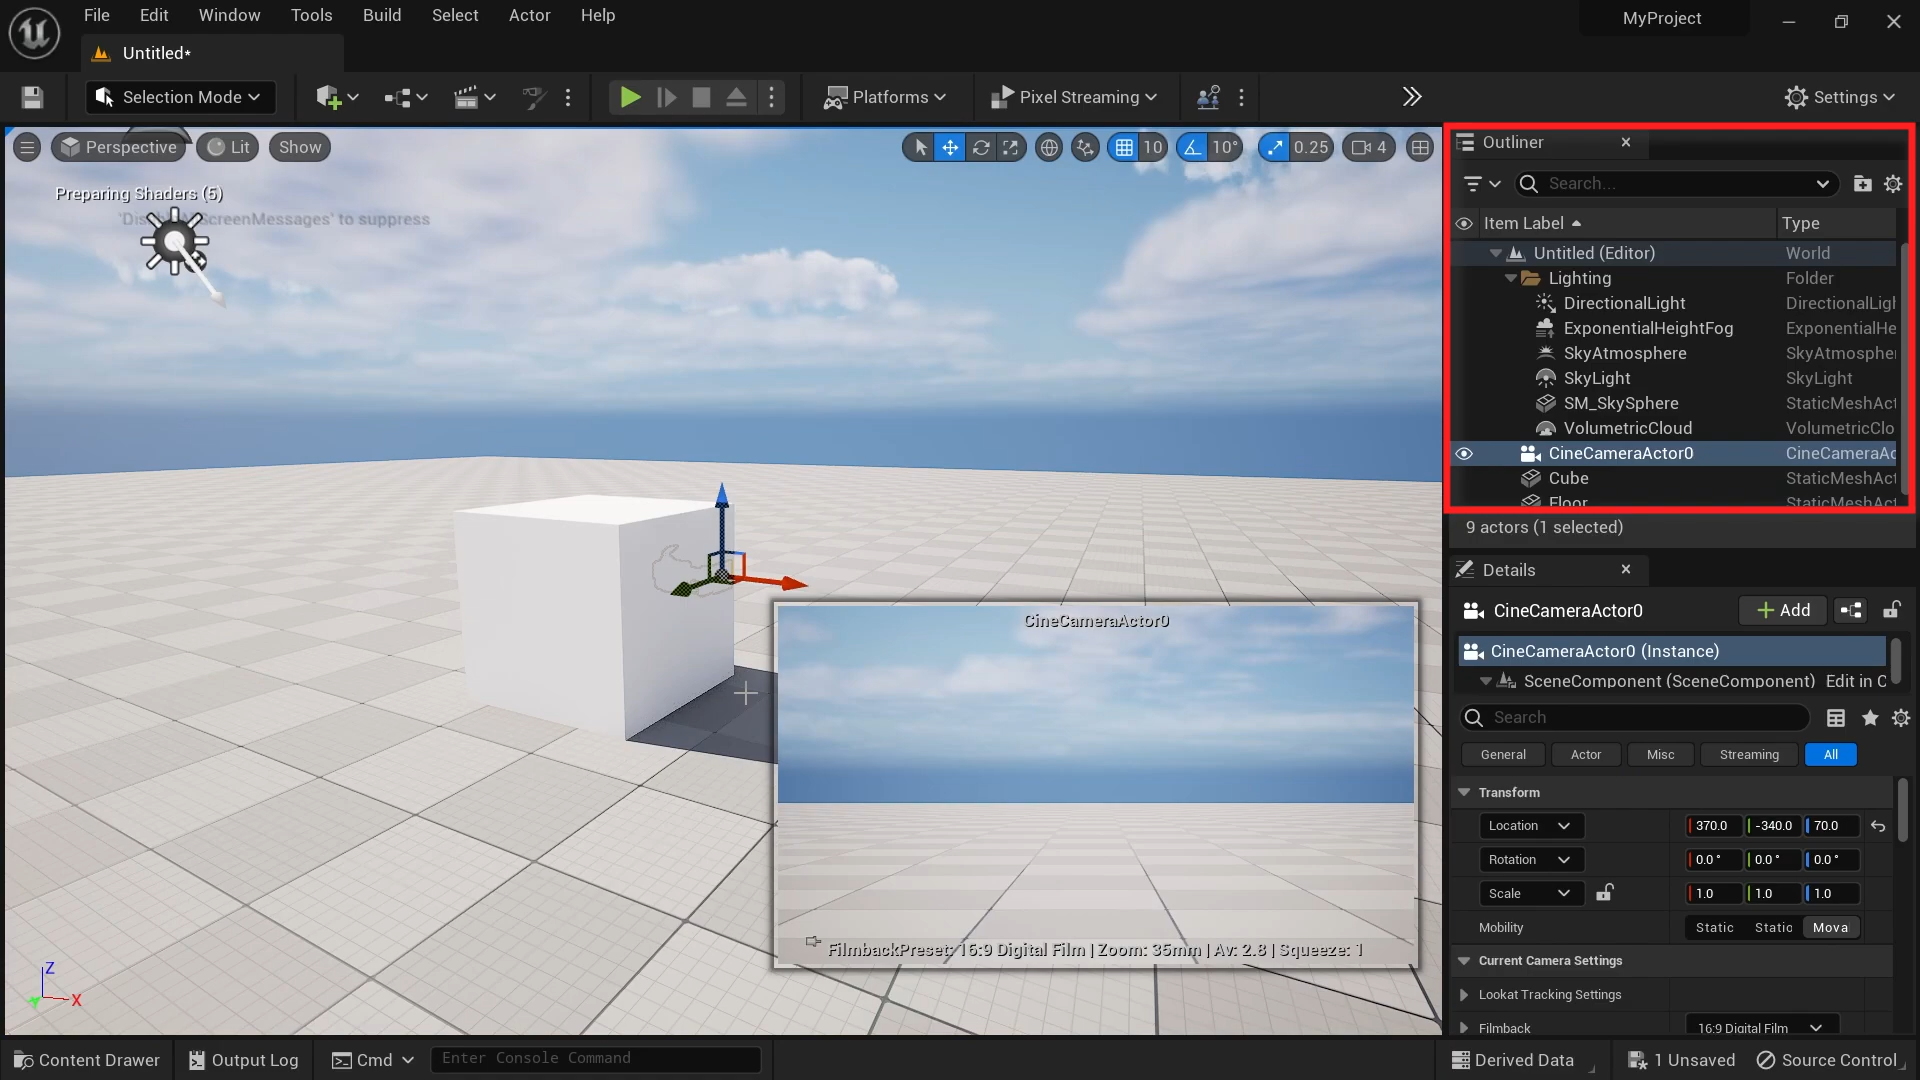 File Edit Window Tools Build Select Actor Help
MyProject
Untitled*
Selection Mode
Platforms
Pixel Streaming
Settings
Perspective Lit Show
10 10° 0.25 4
Preparing Shaders (5)
ScreenMessages' to suppress
CineCameraActor0
FilmbackPreset: 16:9 Digital Film | Zoom: 35mm | Av: 2.8 | Squeeze: 1
Z
X
Outliner
Search...
Item Label Type
Untitled (Editor) World
Lighting Folder
DirectionalLight DirectionalLigh
ExponentialHeightFog ExponentialHe
SkyAtmosphere SkyAtmospher
SkyLight SkyLight
SM_SkySphere StaticMeshAct
VolumetricCloud VolumetricClo
CineCameraActor0 CineCameraAc
Cube StaticMeshAct
Floor StaticMeshAct
9 actors (1 selected)
Details
CineCameraActor0 Add
CineCameraActor0 (Instance)
SceneComponent (SceneComponent) Edit in C
Search
General Actor Misc Streaming All
Transform
Location 370.0 -340.0 70.0
Rotation 0.0° 0.0° 0.0°
Scale 1.0 1.0 1.0
Mobility Static Static Mova
Current Camera Settings
Lookat Tracking Settings
Filmback 16:9 Digital Film
Content Drawer Output Log Cmd Enter Console Command
Derived Data 1 Unsaved Source Control